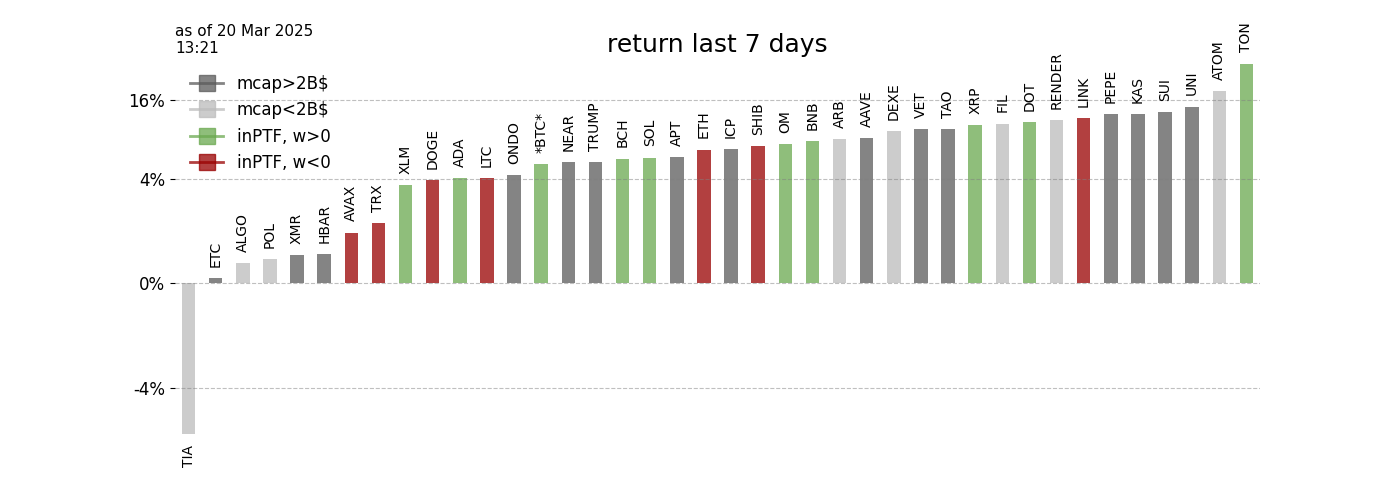 as of 20 Mar 2025
13:21
return last 7 days
mcap>2B$
mcap<2B$
inPTF, w>0
inPTF, w<0
16%
4%
0%
-4%
TIA
ETC
ALGO
POL
XMR
HBAR
AVAX
TRX
XLM
DOGE
ADA
LTC
ONDO
*BTC*
NEAR
TRUMP
BCH
SOL
APT
ETH
ICP
SHIB
OM
BNB
ARB
AAVE
DEXE
VET
TAO
XRP
FIL
DOT
RENDER
LINK
PEPE
KAS
SUI
UNI
ATOM
TON